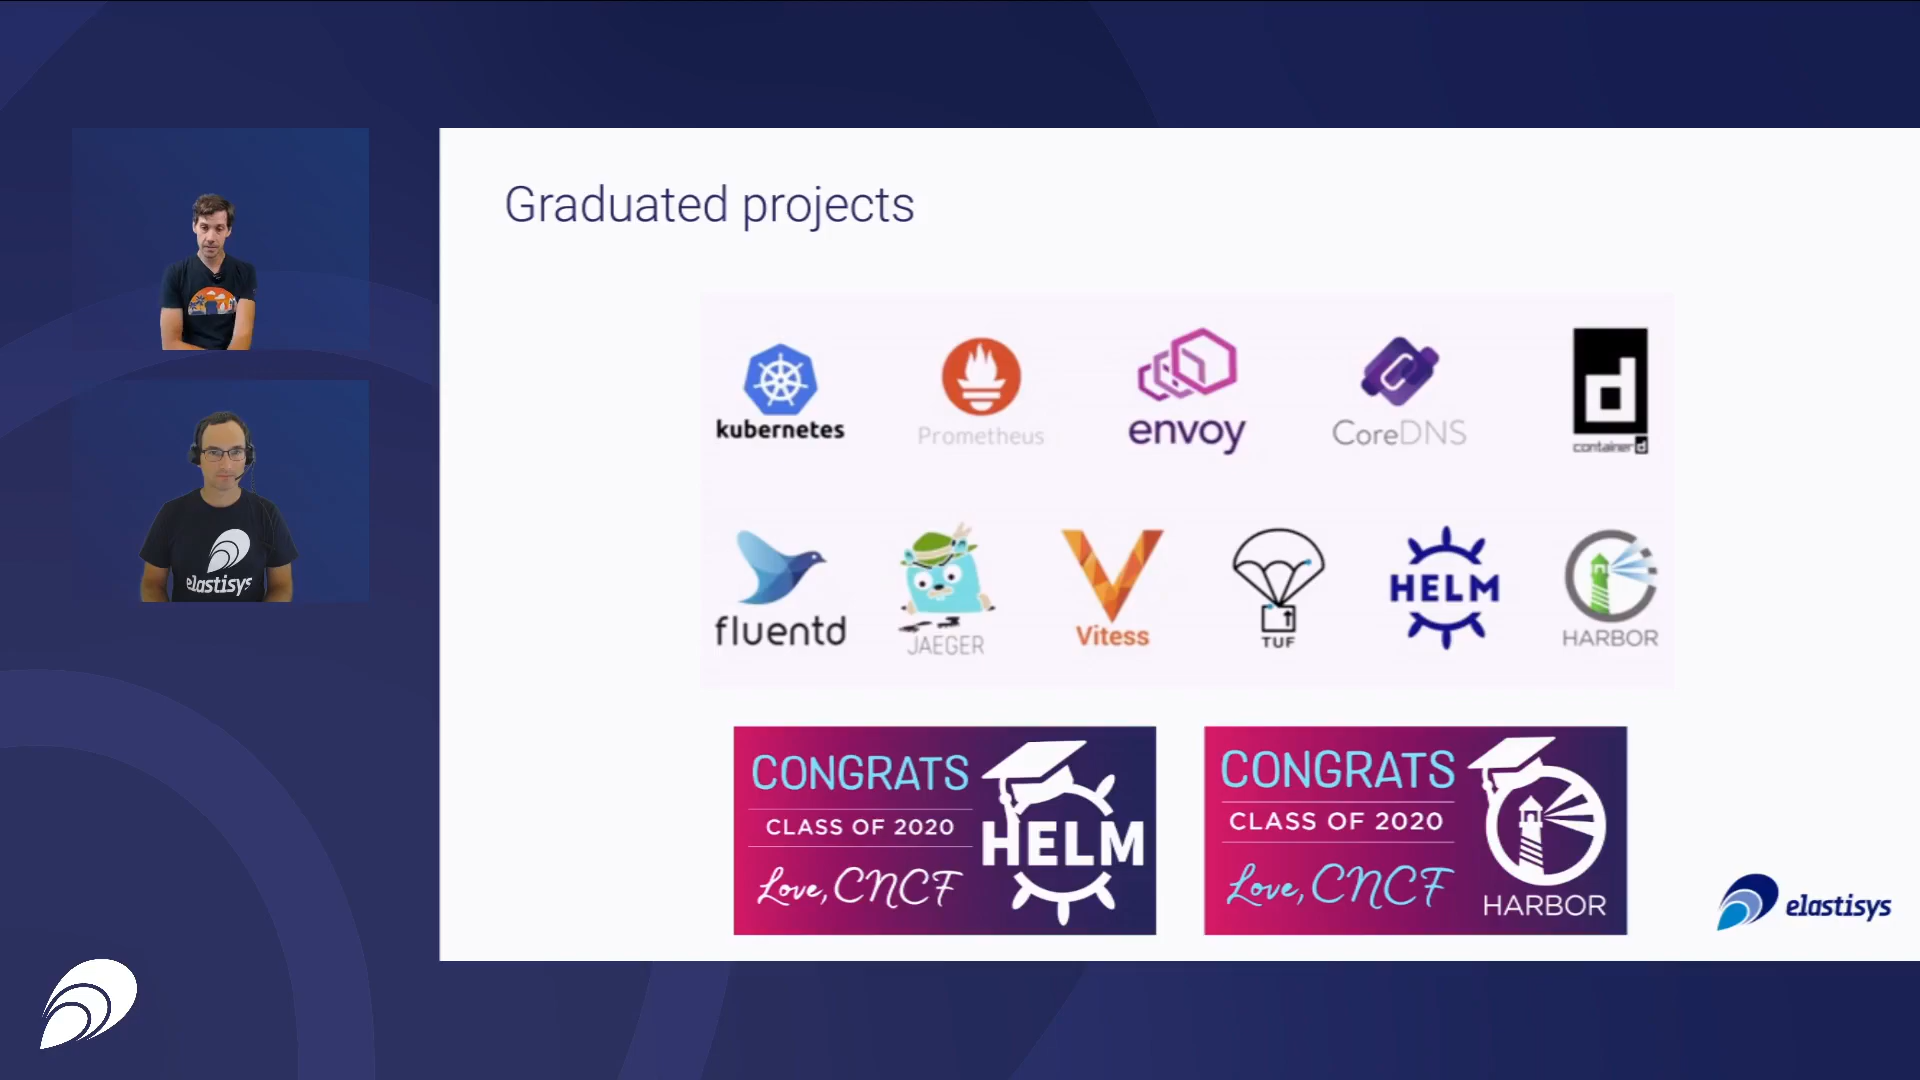 Graduated projects
kubernetes
Prometheus
envoy
CoreDNS
containerd
fluentd
JAEGER
Vitess
TUF
HELM
HARBOR
CONGRATS
CLASS OF 2020
Love, CNCF
HELM
CONGRATS
CLASS OF 2020
Love, CNCF
HARBOR
elastisys
elastisys